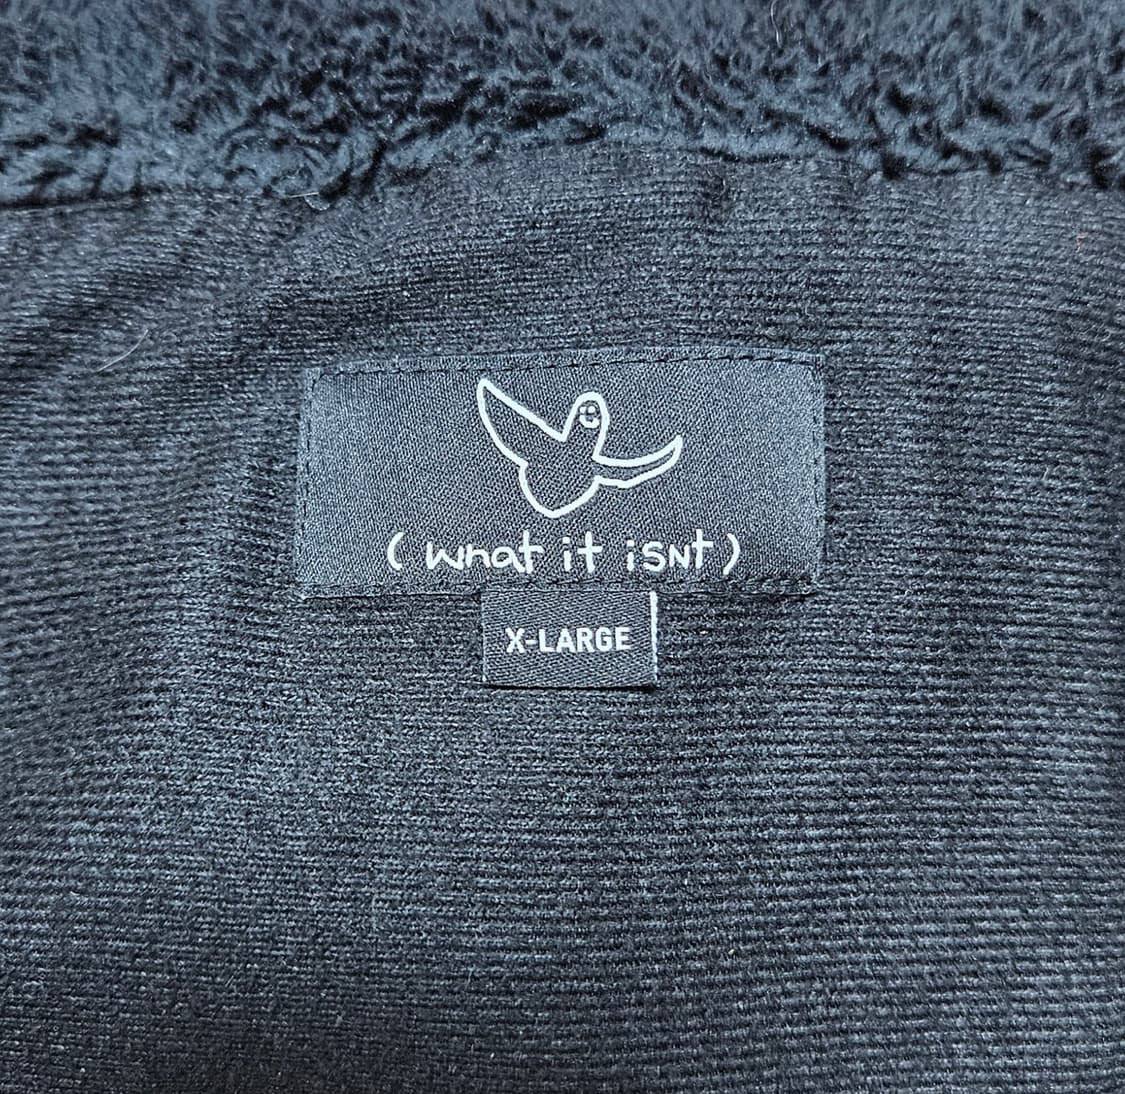 ( what it isNt )
X-LARGE